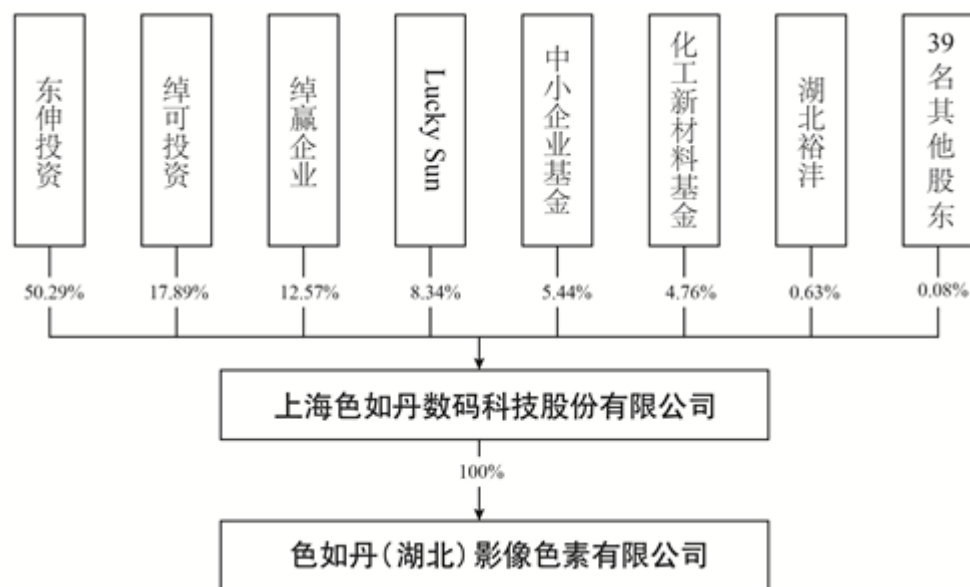 东伸投资
绰可投资
绰赢企业
Lucky Sun
中小企业基金
化工新材料基金
湖北裕沣
39名其他股东
50.29%
17.89%
12.57%
8.34%
5.44%
4.76%
0.63%
0.08%
上海色如丹数码科技股份有限公司
100%
色如丹(湖北)影像色素有限公司